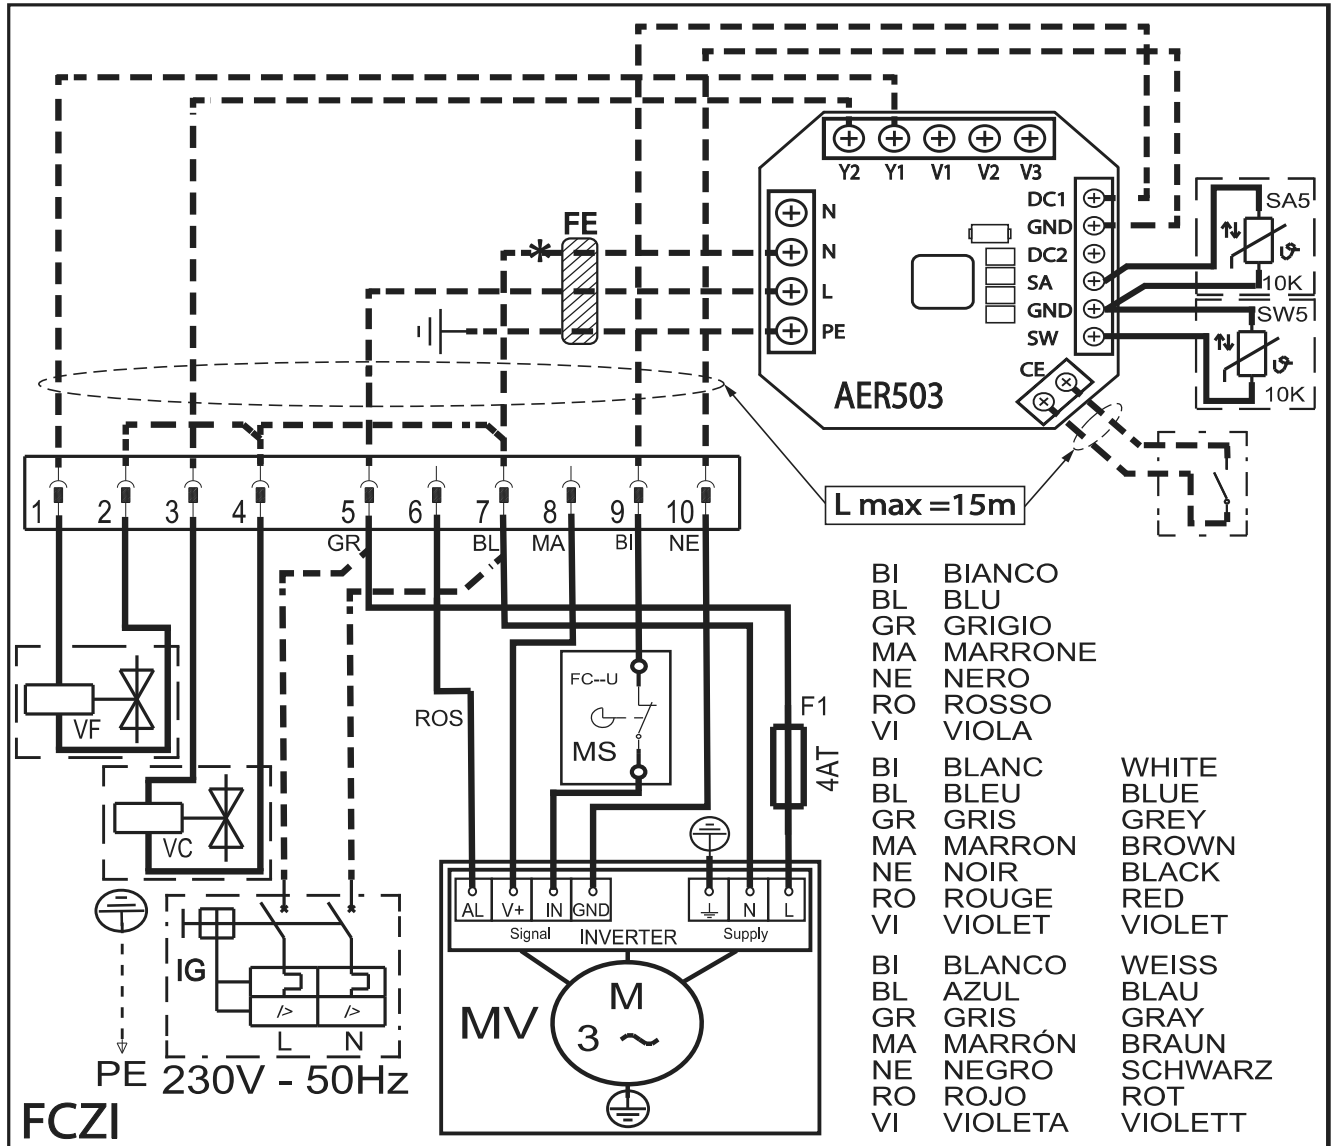 Y2 Y1 V1 V2 V3
N
N
L
PE
DC1
GND
DC2
SA
GND
SW
CE
AER503
SA5
10K
SW5
10K
FE
L max =15m
1 2 3 4 5 6 7 8 9 10
GR BL MA BI NE
VF
VC
ROS
FC--U
MS
F1
4AT
AL V+ IN GND N L
Signal INVERTER Supply
MV
M
3 ~
IG
/> />
L N
PE 230V - 50Hz
FCZI
BI BIANCO
BL BLU
GR GRIGIO
MA MARRONE
NE NERO
RO ROSSO
VI VIOLA
BI BLANC WHITE
BL BLEU BLUE
GR GRIS GREY
MA MARRON BROWN
NE NOIR BLACK
RO ROUGE RED
VI VIOLET VIOLET
BI BLANCO WEISS
BL AZUL BLAU
GR GRIS GRAY
MA MARRÓN BRAUN
NE NEGRO SCHWARZ
RO ROJO ROT
VI VIOLETA VIOLETT